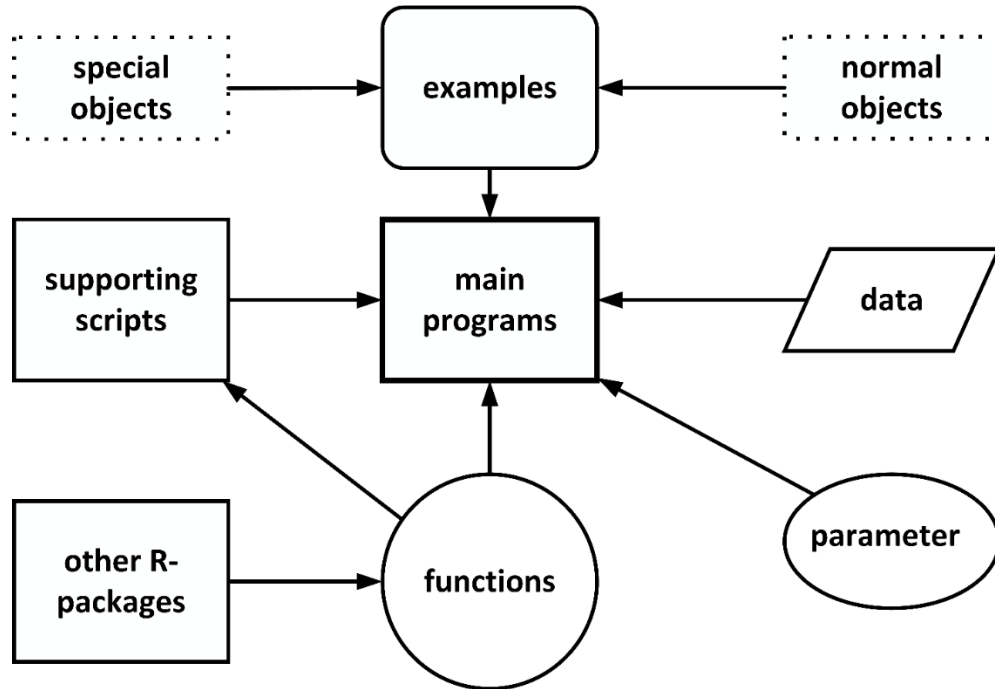 special
objects
examples
normal
objects
supporting
scripts
main
programs
data
other R-
packages
functions
parameter